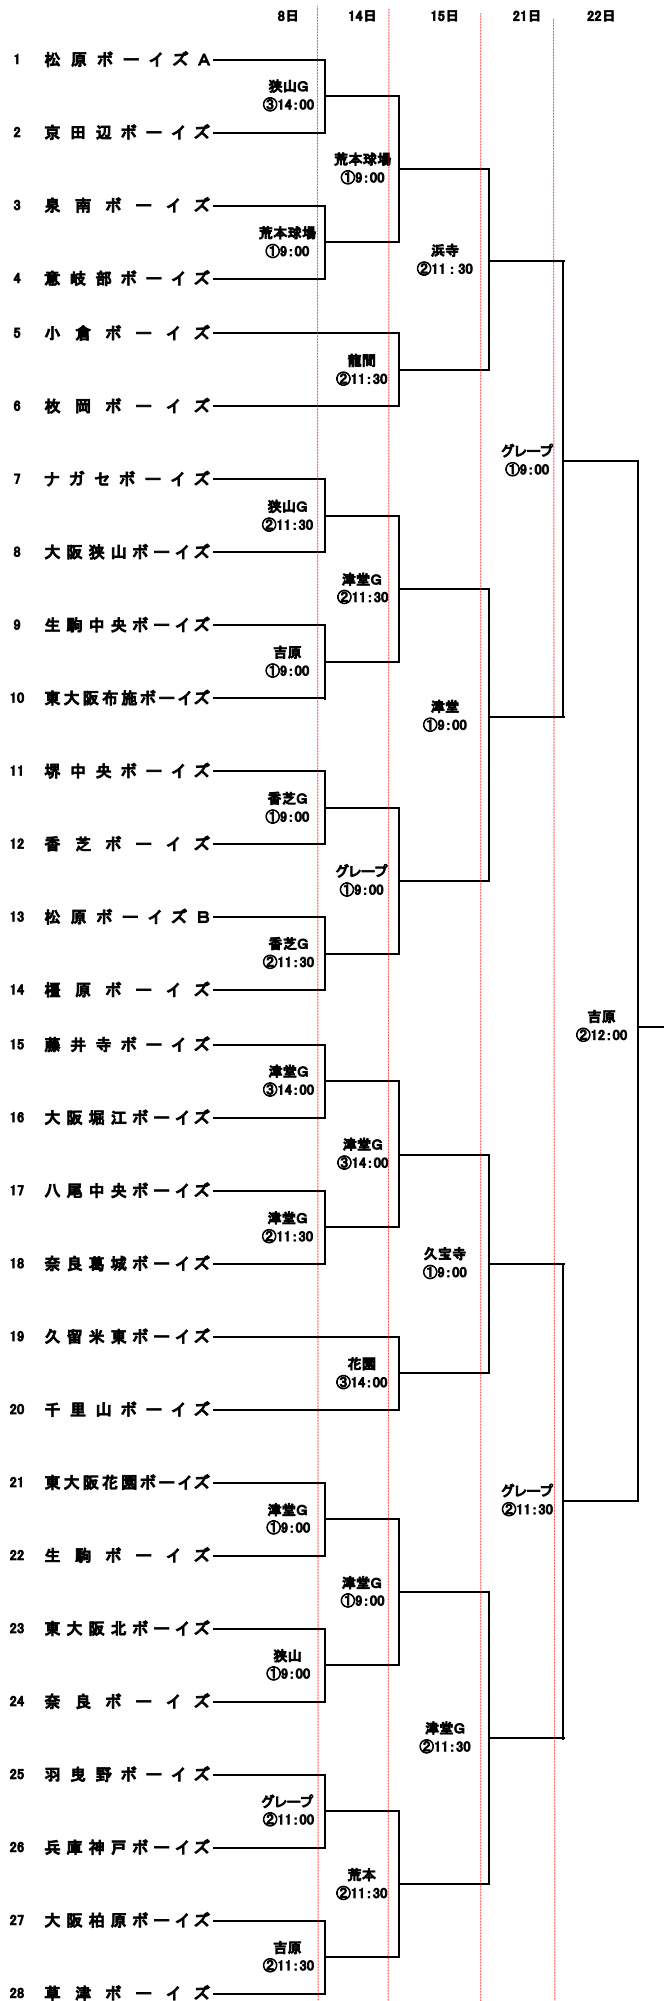 8日 14日 15日 21日 22日
1 松原ボーイズA
狭山G
③14:00
2 京田辺ボーイズ
荒本球場
①9:00
3 泉南ボーイズ
荒本球場
①9:00
浜寺
②11:30
4 意岐部ボーイズ
5 小倉ボーイズ
龍間
②11:30
6 枚岡ボーイズ
グレープ
①9:00
7 ナガセボーイズ
狭山G
②11:30
8 大阪狭山ボーイズ
津堂G
②11:30
9 生駒中央ボーイズ
吉原
①9:00
10 東大阪布施ボーイズ
津堂
①9:00
11 堺中央ボーイズ
香芝G
①9:00
12 香芝ボーイズ
グレープ
①9:00
13 松原ボーイズB
香芝G
②11:30
14 橿原ボーイズ
吉原
②12:00
15 藤井寺ボーイズ
津堂G
③14:00
16 大阪堀江ボーイズ
津堂G
③14:00
17 八尾中央ボーイズ
津堂G
②11:30
久宝寺
①9:00
18 奈良葛城ボーイズ
19 久留米東ボーイズ
花園
③14:00
20 千里山ボーイズ
21 東大阪花園ボーイズ
グレープ
②11:30
津堂G
①9:00
22 生駒ボーイズ
津堂G
①9:00
23 東大阪北ボーイズ
狭山
①9:00
24 奈良ボーイズ
津堂G
②11:30
25 羽曳野ボーイズ
グレープ
②11:00
26 兵庫神戸ボーイズ
荒本
②11:30
27 大阪柏原ボーイズ
吉原
②11:30
28 草津ボーイズ